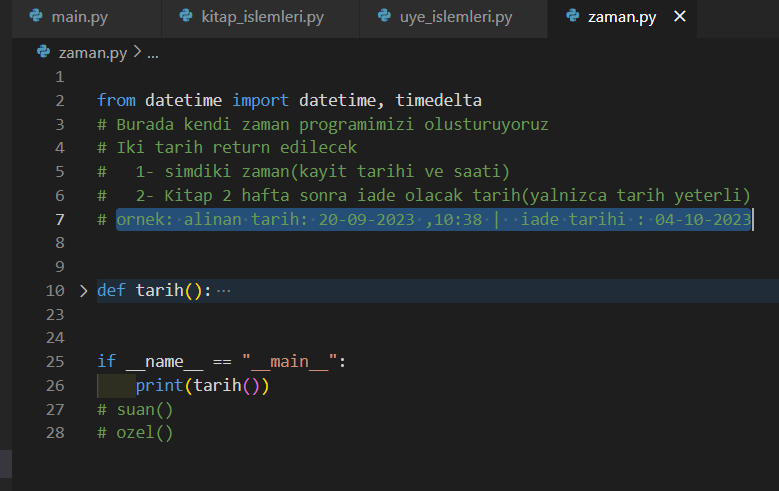 main.py kitap_islemleri.py uye_islemleri.py zaman.py
zaman.py > ...
1
2 from datetime import datetime, timedelta
3 # Burada kendi zaman programimizi olusturuyoruz
4 # Iki tarih return edilecek
5 #   1- simdiki zaman(kayit tarihi ve saati)
6 #   2- Kitap 2 hafta sonra iade olacak tarih(yalnizca tarih yeterli)
7 # ornek: alinan tarih: 20-09-2023 ,10:38 |  iade tarihi : 04-10-2023
8
9
10 def tarih():...
23
24
25 if __name__ == "__main__":
26     print(tarih())
27 # suan()
28 # ozel()